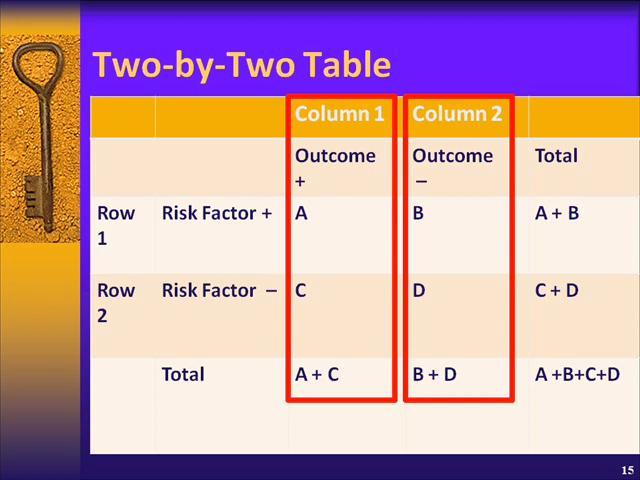 Two-by-Two Table
Column 1 Column 2
Outcome + Outcome – Total
Row 1 Risk Factor + A B A + B
Row 2 Risk Factor – C D C + D
Total A + C B + D A +B+C+D
15